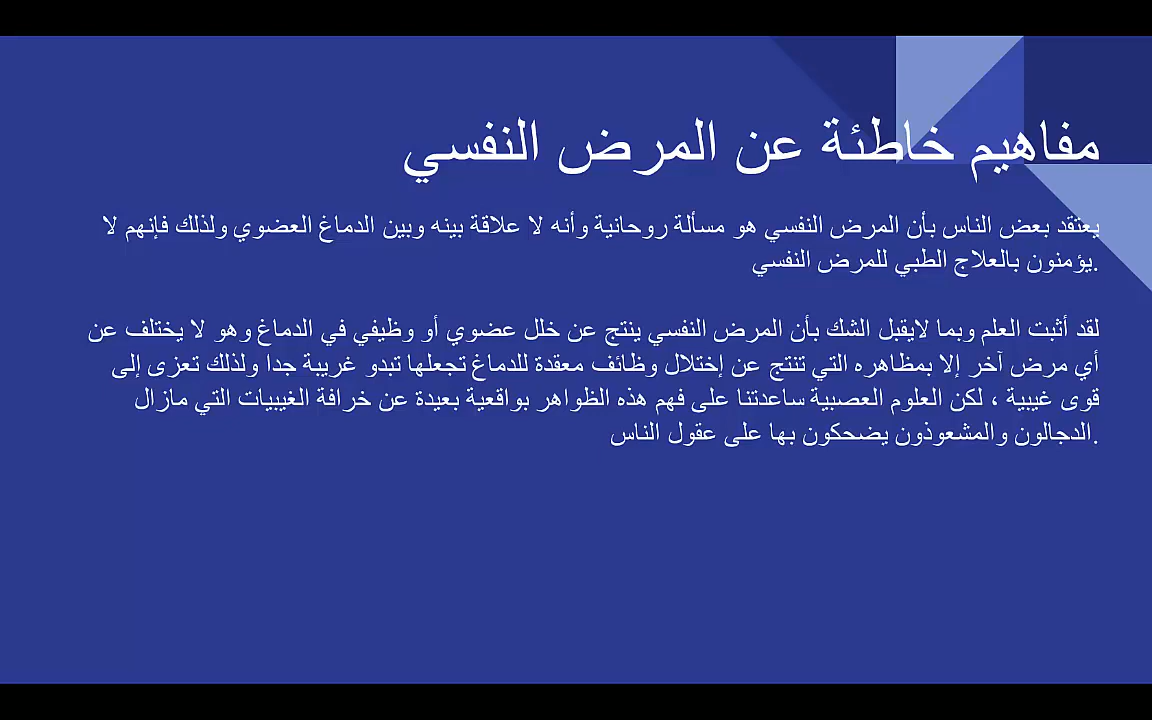 مفاهيم خاطئة عن المرض النفسي
يعتقد بعض الناس بأن المرض النفسي هو مسألة روحانية وأنه لا علاقة بينه وبين الدماغ العضوي ولذلك فإنهم لا
يؤمنون بالعلاج الطبي للمرض النفسي.
لقد أثبت العلم وبما لايقبل الشك بأن المرض النفسي ينتج عن خلل عضوي أو وظيفي في الدماغ وهو لا يختلف عن
أي مرض آخر إلا بمظاهره التي تنتج عن إختلال وظائف معقدة للدماغ تجعلها تبدو غريبة جدا ولذلك تعزى إلى
قوى غيبية ، لكن العلوم العصبية ساعدتنا على فهم هذه الظواهر بواقعية بعيدة عن خرافة الغيبيات التي مازال
الدجالون والمشعوذون يضحكون بها على عقول الناس.